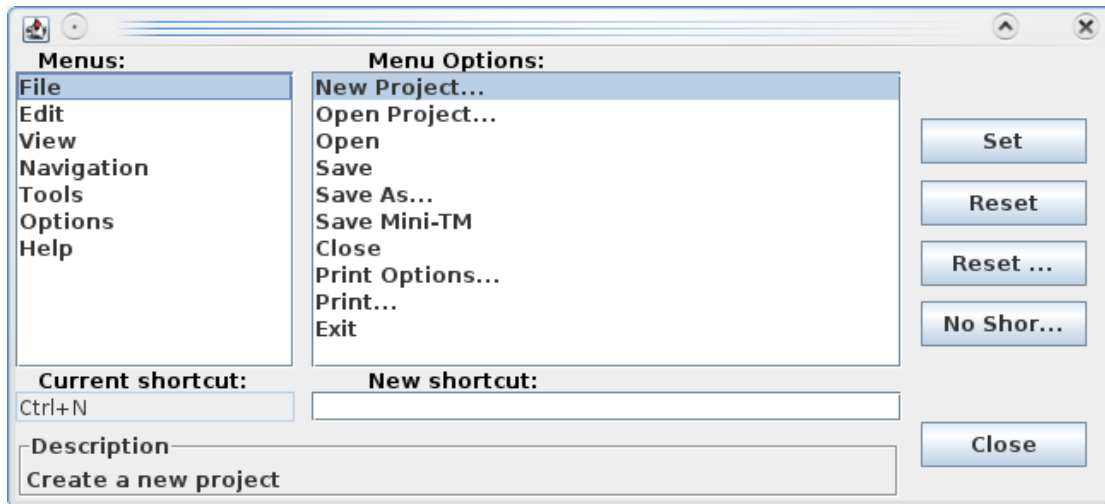 Menus:
Menu Options:
File
Edit
View
Navigation
Tools
Options
Help
New Project...
Open Project...
Open
Save
Save As...
Save Mini-TM
Close
Print Options...
Print...
Exit
Set
Reset
Reset ...
No Shor...
Current shortcut:
New shortcut:
Ctrl+N
Close
Description
Create a new project